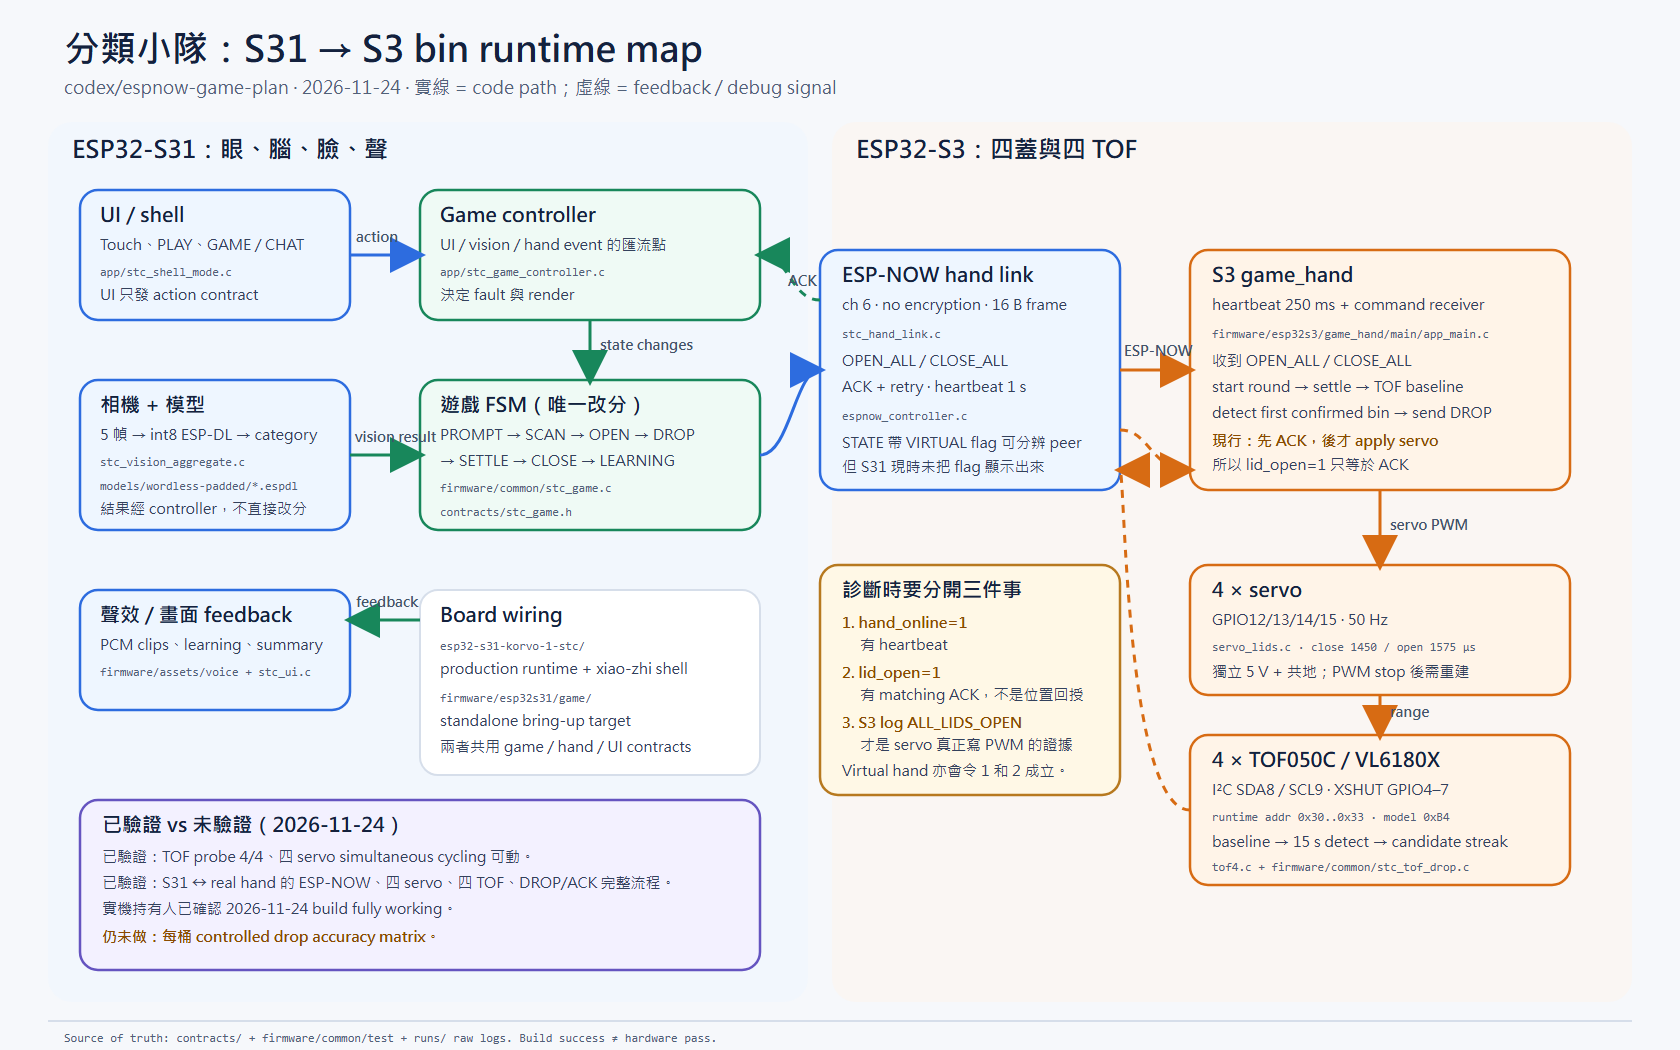 分類小隊：S31 → S3 bin runtime map
codex/espnow-game-plan · 2026-11-24 · 實線 = code path；虛線 = feedback / debug signal
ESP32-S31：眼、腦、臉、聲
UI / shell
Touch、PLAY、GAME / CHAT
app/stc_shell_mode.c
UI 只發 action contract
action
Game controller
UI / vision / hand event 的匯流點
app/stc_game_controller.c
決定 fault 與 render
state changes
相機 + 模型
5 幀 → int8 ESP-DL → category
stc_vision_aggregate.c
models/wordless-padded/*.espdl
結果經 controller，不直接改分
vision result
遊戲 FSM（唯一改分）
PROMPT → SCAN → OPEN → DROP
→ SETTLE → CLOSE → LEARNING
firmware/common/stc_game.c
contracts/stc_game.h
聲效 / 畫面 feedback
PCM clips、learning、summary
firmware/assets/voice + stc_ui.c
feedback
Board wiring
esp32-s31-korvo-1-stc/
production runtime + xiao-zhi shell
firmware/esp32s31/game/
standalone bring-up target
兩者共用 game / hand / UI contracts
已驗證 vs 未驗證（2026-11-24）
已驗證：TOF probe 4/4、四 servo simultaneous cycling 可動。
已驗證：S31 ↔ real hand 的 ESP-NOW、四 servo、四 TOF、DROP/ACK 完整流程。
實機持有人已確認 2026-11-24 build fully working。
仍未做：每桶 controlled drop accuracy matrix。
ESP32-S3：四蓋與四 TOF
ACK
ESP-NOW hand link
ch 6 · no encryption · 16 B frame
stc_hand_link.c
OPEN_ALL / CLOSE_ALL
ACK + retry · heartbeat 1 s
espnow_controller.c
STATE 帶 VIRTUAL flag 可分辨 peer
但 S31 現時未把 flag 顯示出來
ESP-NOW
S3 game_hand
heartbeat 250 ms + command receiver
firmware/esp32s3/game_hand/main/app_main.c
收到 OPEN_ALL / CLOSE_ALL
start round → settle → TOF baseline
detect first confirmed bin → send DROP
現行：先 ACK，後才 apply servo
所以 lid_open=1 只等於 ACK
servo PWM
診斷時要分開三件事
1. hand_online=1
有 heartbeat
2. lid_open=1
有 matching ACK，不是位置回授
3. S3 log ALL_LIDS_OPEN
才是 servo 真正寫 PWM 的證據
Virtual hand 亦會令 1 和 2 成立。
4 × servo
GPIO12/13/14/15 · 50 Hz
servo_lids.c · close 1450 / open 1575 µs
獨立 5 V + 共地；PWM stop 後需重建
range
4 × TOF050C / VL6180X
I²C SDA8 / SCL9 · XSHUT GPIO4–7
runtime addr 0x30..0x33 · model 0xB4
baseline → 15 s detect → candidate streak
tof4.c + firmware/common/stc_tof_drop.c
Source of truth: contracts/ + firmware/common/test + runs/ raw logs. Build success ≠ hardware pass.